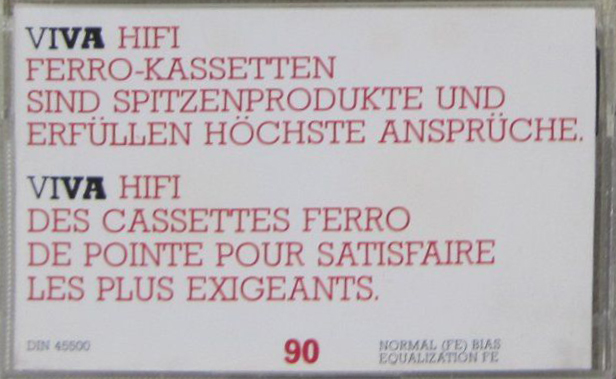 VIVA HIFI
FERRO-KASSETTEN
SIND SPITZENPRODUKTE UND
ERFÜLLEN HÖCHSTE ANSPRÜCHE.
VIVA HIFI
DES CASSETTES FERRO
DE POINTE POUR SATISFAIRE
LES PLUS EXIGEANTS.
DIN 45500
90
NORMAL (FE) BIAS
EQUALIZATION FE